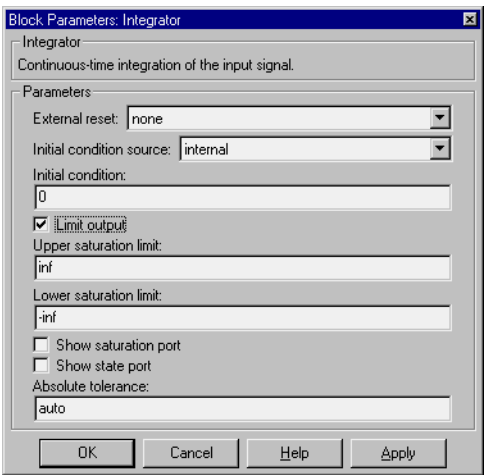 Block Parameters: Integrator
Integrator
Continuous-time integration of the input signal.
Parameters
External reset: none
Initial condition source: internal
Initial condition:
0
Limit output
Upper saturation limit:
inf
Lower saturation limit:
-inf
Show saturation port
Show state port
Absolute tolerance:
auto
OK Cancel Help Apply